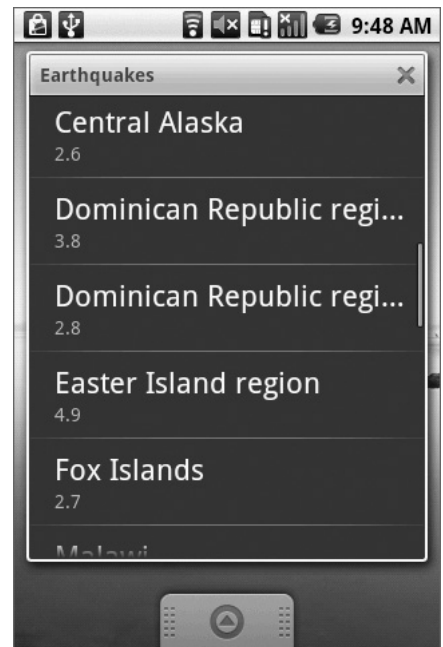 9:48 AM
Earthquakes
Central Alaska
2.6
Dominican Republic regi...
3.8
Dominican Republic regi...
2.8
Easter Island region
4.9
Fox Islands
2.7
Malawi